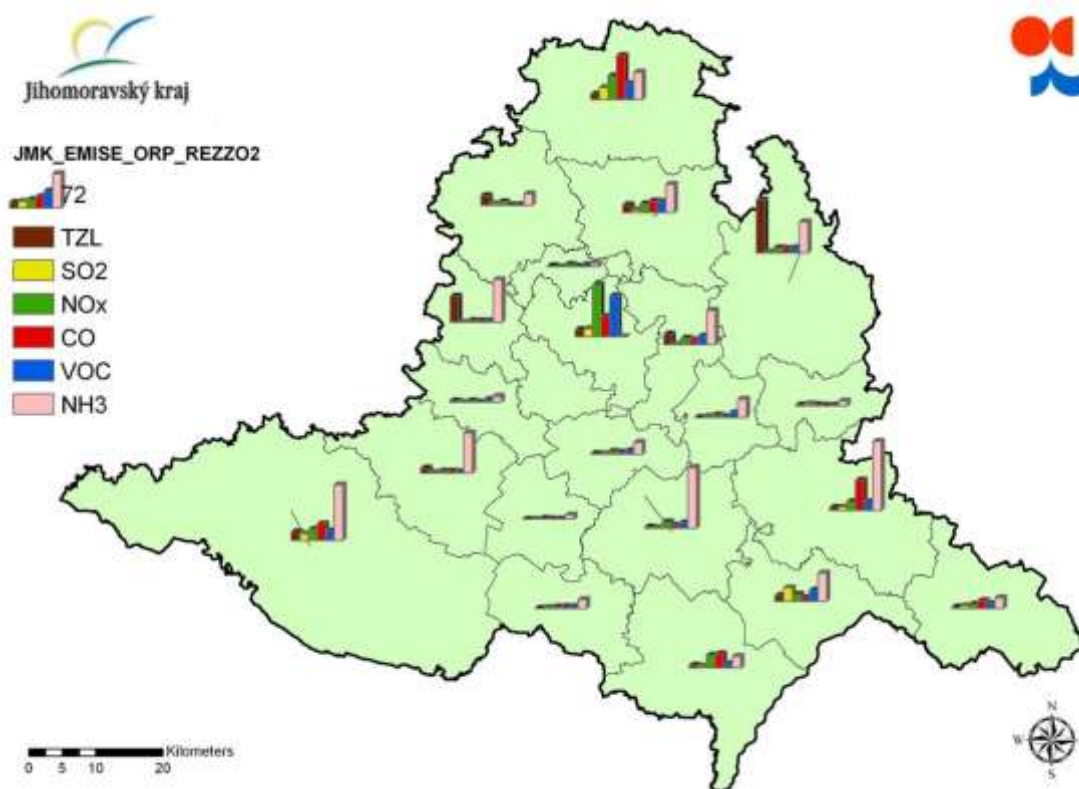 Jihomoravský kraj
JMK_EMISE_ORP_REZZO2
72
TZL
SO2
NOx
CO
VOC
NH3
Kilometers
0 5 10 20
N
W
S